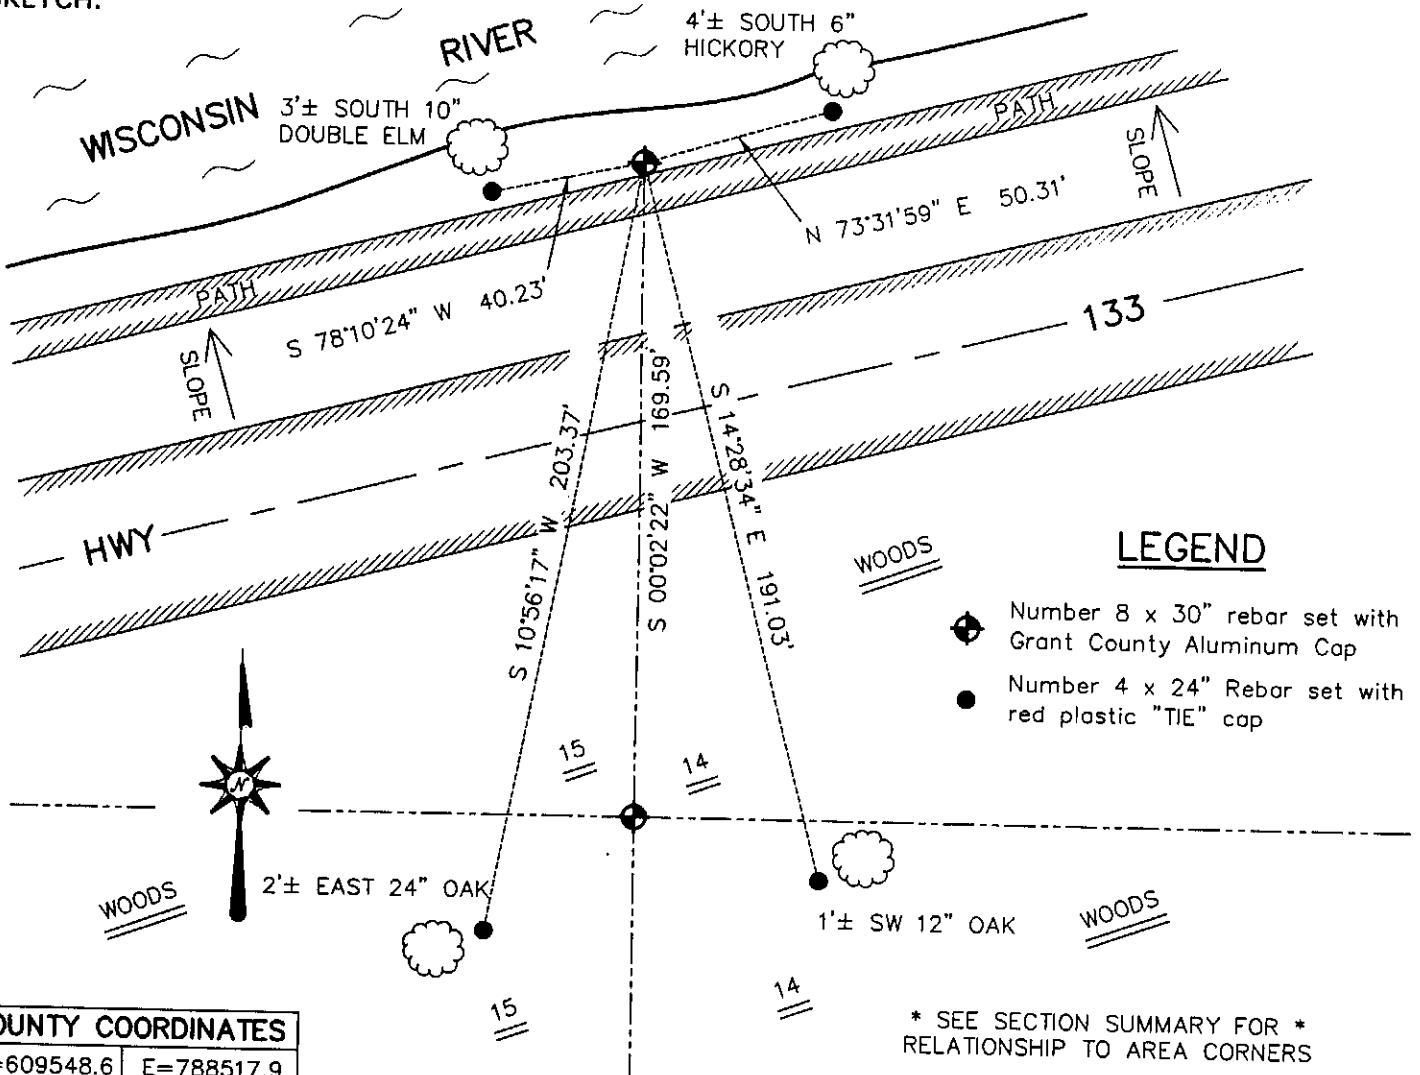 RIVER
4'± SOUTH 6"
HICKORY
WISCONSIN
3'± SOUTH 10"
DOUBLE ELM
PATH
SLOPE
N 73°31'59" E 50.31'
PATH
S 78°10'24" W 40.23'
SLOPE
133
HWY
S 10°56'17" W 203.37'
S 00°02'22" W 169.59'
S 14°28'34" E 191.03'
WOODS
LEGEND
Number 8 x 30" rebar set with
Grant County Aluminum Cap
Number 4 x 24" Rebar set with
red plastic "TIE" cap
15
14
N
WOODS
2'± EAST 24" OAK
1'± SW 12" OAK
WOODS
15
14
* SEE SECTION SUMMARY FOR *
RELATIONSHIP TO AREA CORNERS
OUNTY COORDINATES
=609548.6 E=788517.9